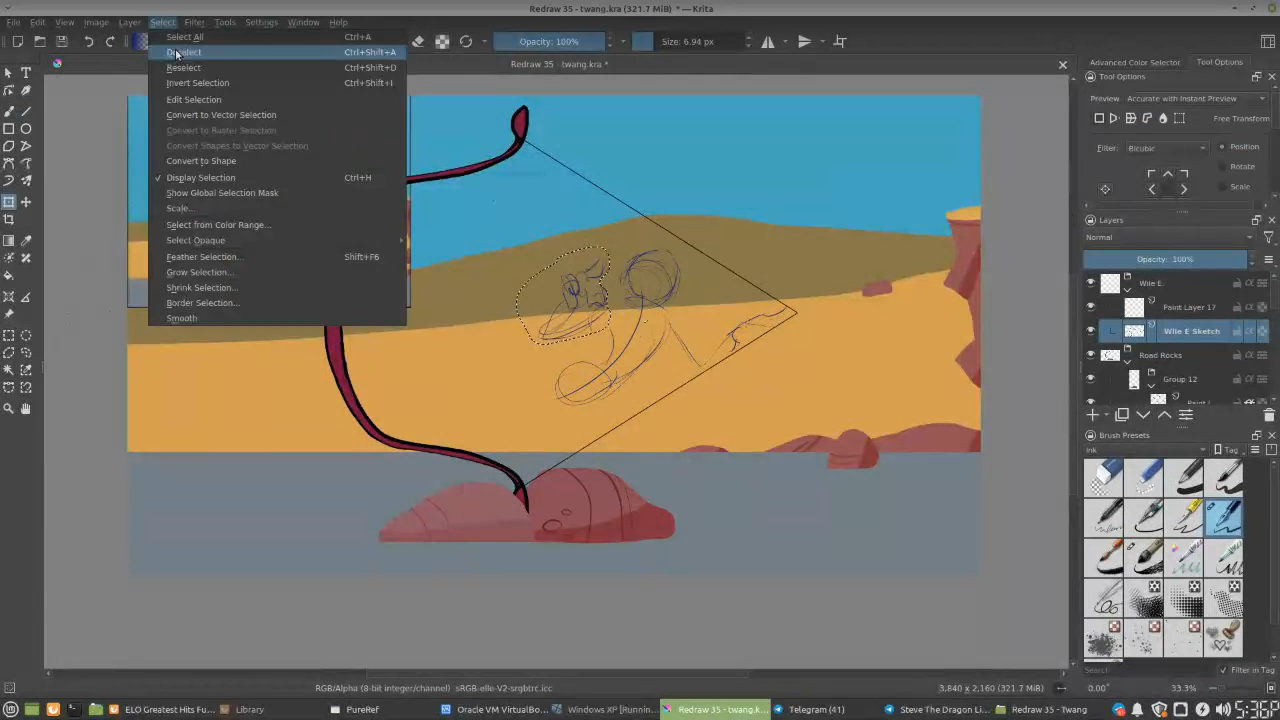 Redraw 35 - twang.kra (321.7 MiB) * — Krita
File Edit View Image Layer Select Filter Tools Settings Window Help
Opacity: 100% Size: 6.94 px
Redraw 35 - twang.kra *
Select All Ctrl+A
Deselect Ctrl+Shift+A
Reselect Ctrl+Shift+D
Invert Selection Ctrl+Shift+I
Edit Selection
Convert to Vector Selection
Convert to Raster Selection
Convert Shapes to Vector Selection
Convert to Shape
Display Selection Ctrl+H
Show Global Selection Mask
Scale...
Select from Color Range...
Select Opaque
Feather Selection... Shift+F6
Grow Selection...
Shrink Selection...
Border Selection...
Smooth
Advanced Color Selector Tool Options
Tool Options
Preview: Accurate with Instant Preview
Free Transform
Filter: Bicubic
Position
Rotate
Scale
Layers
Normal
Opacity: 100%
Wile E.
Paint Layer 17
Wile E Sketch
Road Rocks
Group 12
Brush Presets
Ink Tag
Search Filter in Tag
RGB/Alpha (8-bit integer/channel) sRGB-elle-V2-srgbtrc.icc
3,840 x 2,160 (321.7 MiB) 0.00° 33.3%
ELO Greatest Hits Fu... Library PureRef Oracle VM VirtualBo... Windows XP [Runnin... Redraw 35 - twang.k... Telegram (41) Steve The Dragon Li... Redraw 35 - Twang